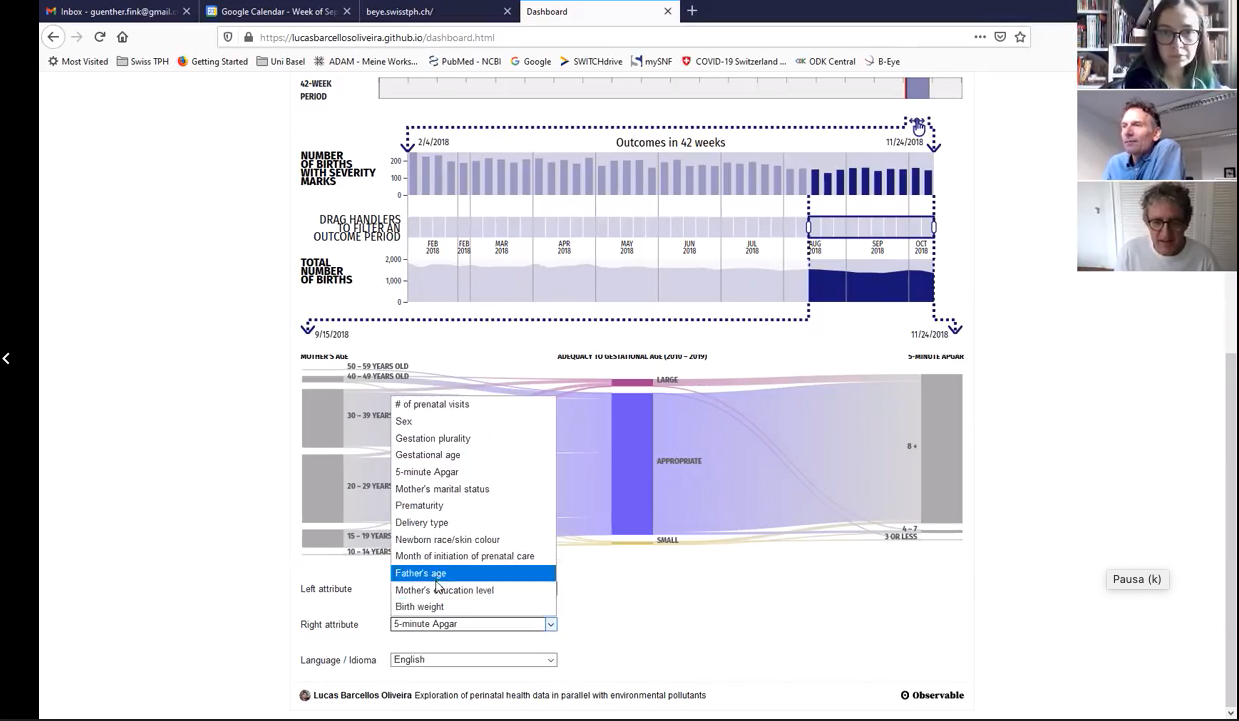 Inbox - guenther.fink@gmail.c
Google Calendar - Week of Sep
beye.swisstph.ch/
Dashboard
https://lucasbarcellosoliveira.github.io/dashboard.html
Most Visited
Swiss TPH
Getting Started
Uni Basel
ADAM - Meine Works...
PubMed - NCBI
Google
SWITCHdrive
mySNF
COVID-19 Switzerland ...
ODK Central
B-Eye
42-WEEK
PERIOD
2/4/2018
Outcomes in 42 weeks
11/24/2018
NUMBER
OF BIRTHS
WITH SEVERITY
MARKS
200
100
0
DRAG HANDLERS
TO FILTER AN
OUTCOME PERIOD
FEB
2018
FEB
2018
MAR
2018
APR
2018
MAY
2018
JUN
2018
JUL
2018
AUG
2018
SEP
2018
OCT
2018
TOTAL
NUMBER
OF BIRTHS
2,000
1,000
0
9/15/2018
11/24/2018
MOTHER'S AGE
ADEQUACY TO GESTATIONAL AGE (2010 – 2019)
5-MINUTE APGAR
50 – 59 YEARS OLD
40 – 49 YEARS OLD
30 – 39 YEARS
20 – 29 YEARS
15 – 19 YEARS
10 – 14 YEARS
LARGE
APPROPRIATE
SMALL
8 +
4 – 7
3 OR LESS
# of prenatal visits
Sex
Gestation plurality
Gestational age
5-minute Apgar
Mother's marital status
Prematurity
Delivery type
Newborn race/skin colour
Month of initiation of prenatal care
Father's age
Mother's education level
Birth weight
Left attribute
Right attribute
5-minute Apgar
Language / Idioma
English
Pausa (k)
Lucas Barcellos Oliveira Exploration of perinatal health data in parallel with environmental pollutants
Observable